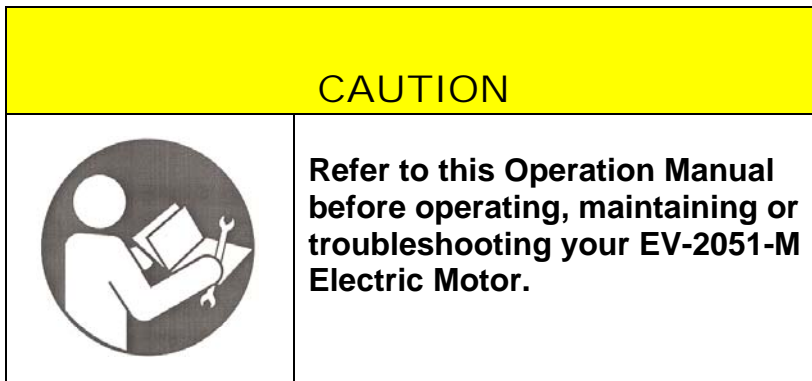 CAUTION
Refer to this Operation Manual
before operating, maintaining or
troubleshooting your EV-2051-M
Electric Motor.